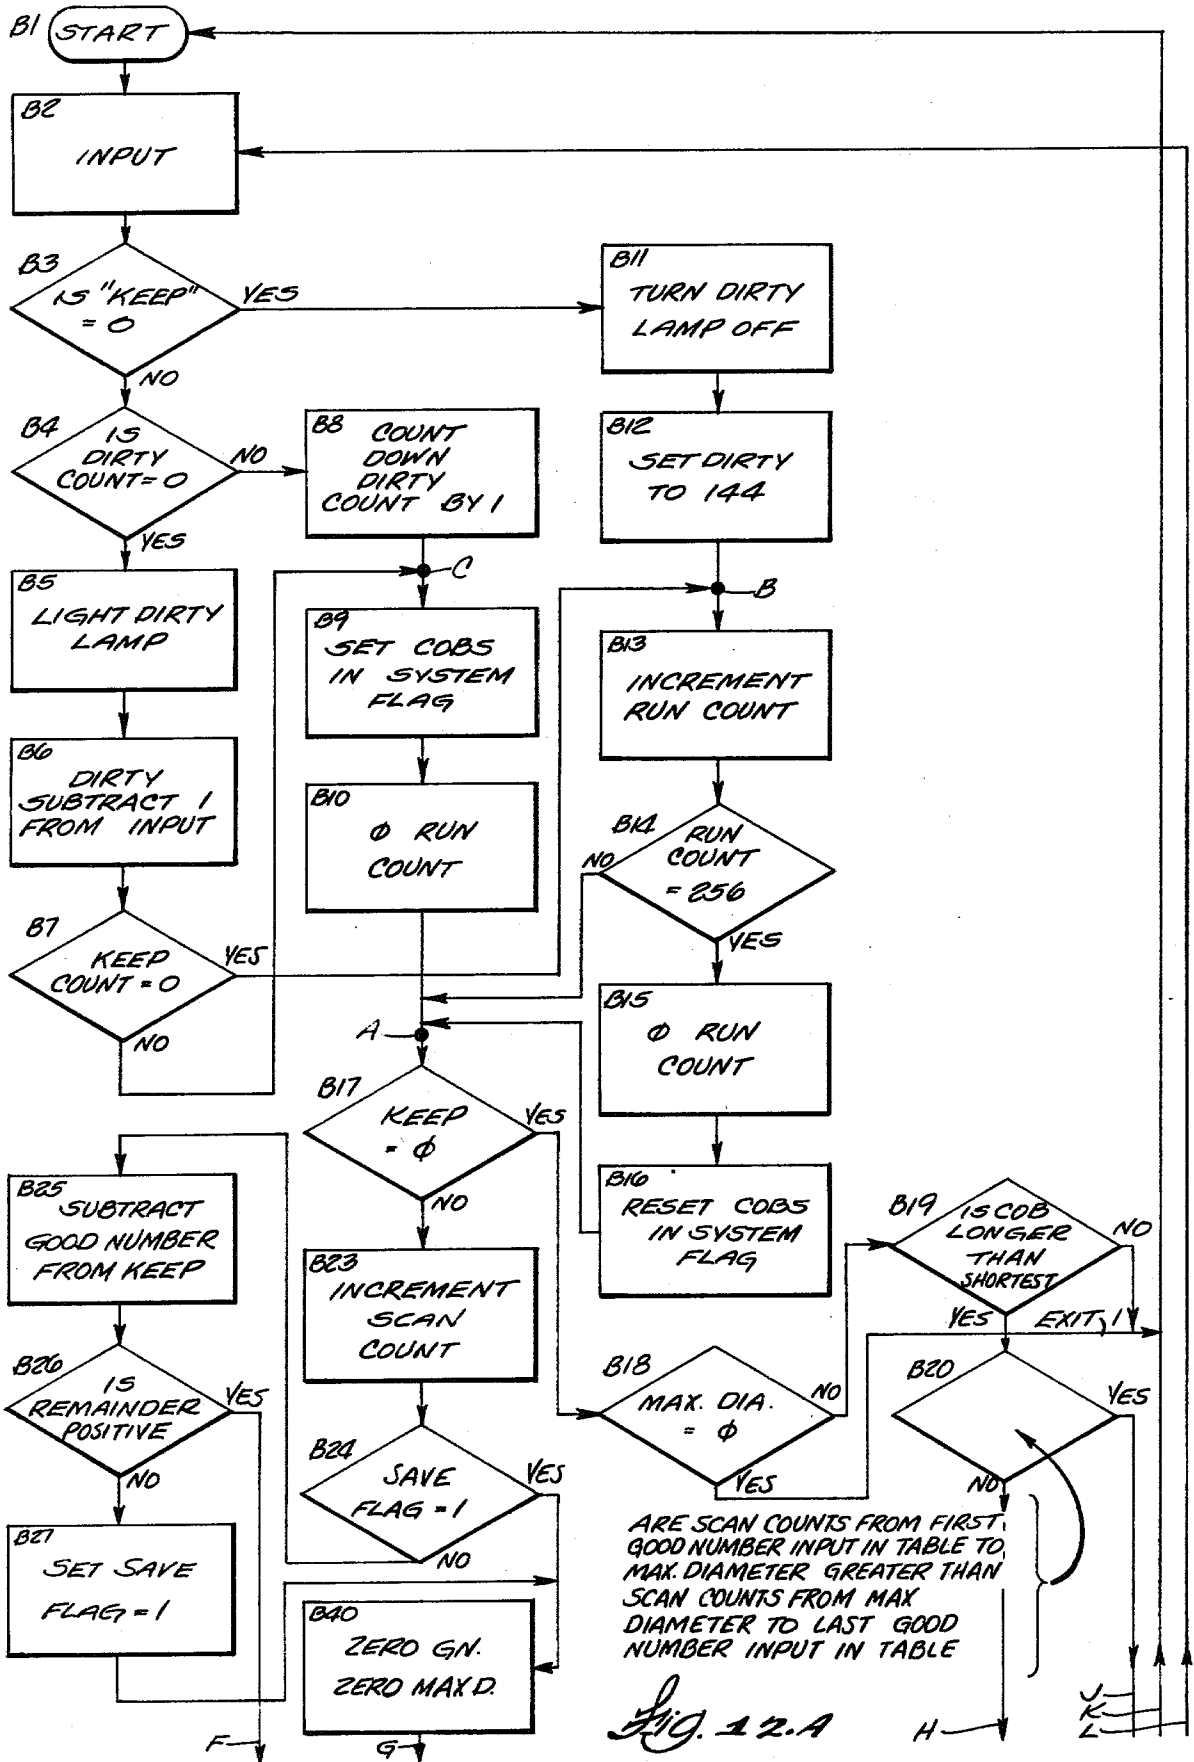 B1
START
B2
INPUT
B3
IS "KEEP"
= 0
YES
NO
B11
TURN DIRTY
LAMP OFF
B4
IS
DIRTY
COUNT = 0
NO
YES
B8
COUNT
DOWN
DIRTY
COUNT BY 1
B12
SET DIRTY
TO 144
C
B
B5
LIGHT DIRTY
LAMP
B9
SET COBS
IN SYSTEM
FLAG
B13
INCREMENT
RUN COUNT
B6
DIRTY
SUBTRACT 1
FROM INPUT
B10
Ø RUN
COUNT
B14
RUN
COUNT
= 256
NO
YES
B7
KEEP
COUNT = 0
YES
NO
A
B15
Ø RUN
COUNT
B17
KEEP
= Ø
YES
NO
B16
RESET COBS
IN SYSTEM
FLAG
B19
IS COB
LONGER
THAN
SHORTEST
NO
YES
EXIT, 1
B25
SUBTRACT
GOOD NUMBER
FROM KEEP
B23
INCREMENT
SCAN
COUNT
B18
MAX. DIA.
= Ø
NO
YES
B20
YES
NO
B26
IS
REMAINDER
POSITIVE
YES
NO
B24
SAVE
FLAG = 1
YES
NO
ARE SCAN COUNTS FROM FIRST
GOOD NUMBER INPUT IN TABLE TO
MAX. DIAMETER GREATER THAN
SCAN COUNTS FROM MAX
DIAMETER TO LAST GOOD
NUMBER INPUT IN TABLE
B27
SET SAVE
FLAG = 1
B40
ZERO GN.
ZERO MAX D.
Fig. 12.A
F
G
H
J
K
L